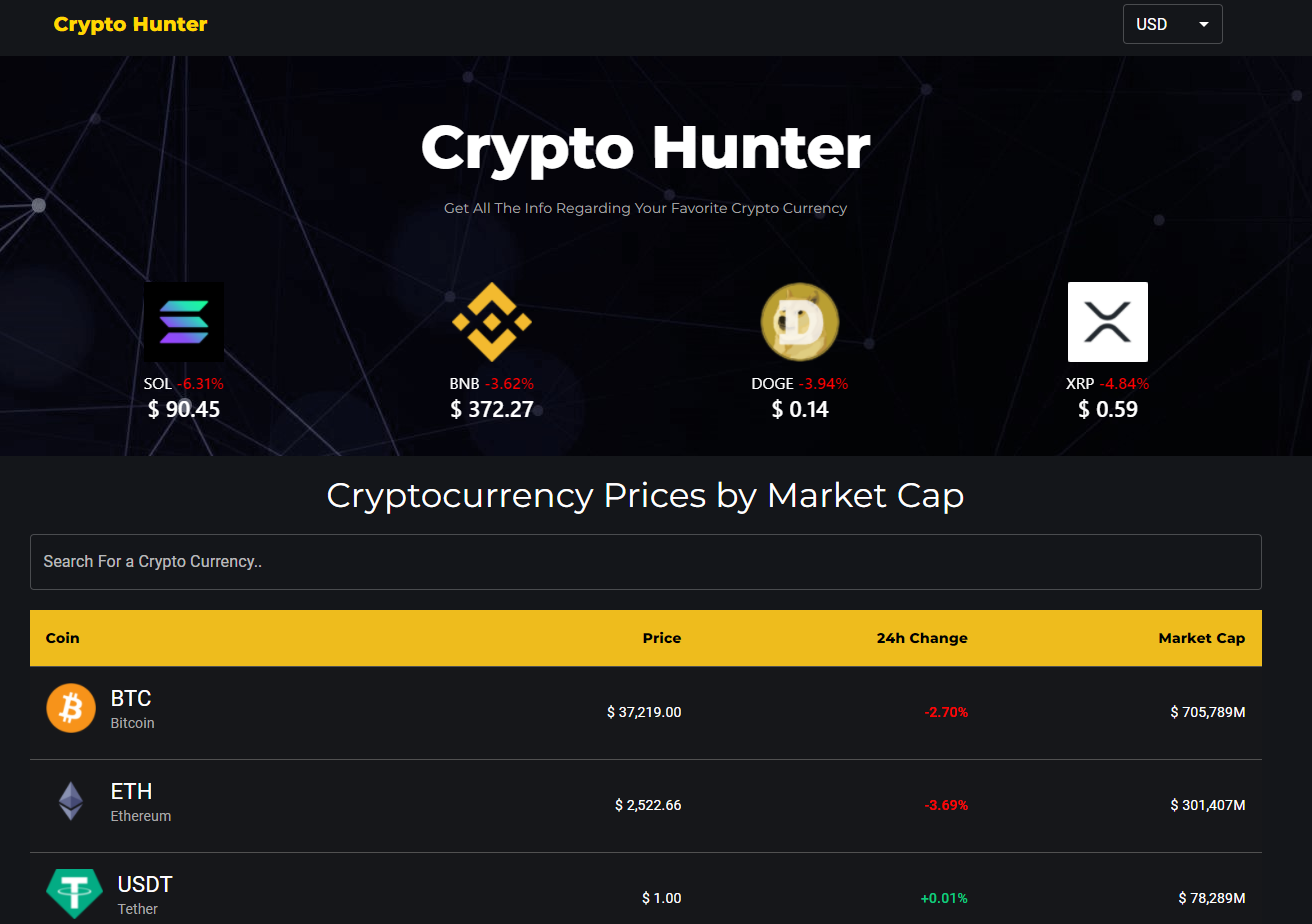 Crypto Hunter
USD
Crypto Hunter
Get All The Info Regarding Your Favorite Crypto Currency
SOL -6.31%
$ 90.45
BNB -3.62%
$ 372.27
DOGE -3.94%
$ 0.14
XRP -4.84%
$ 0.59
Cryptocurrency Prices by Market Cap
Search For a Crypto Currency..
Coin Price 24h Change Market Cap
BTC
Bitcoin
$ 37,219.00 -2.70% $ 705,789M
ETH
Ethereum
$ 2,522.66 -3.69% $ 301,407M
USDT
Tether
$ 1.00 +0.01% $ 78,289M